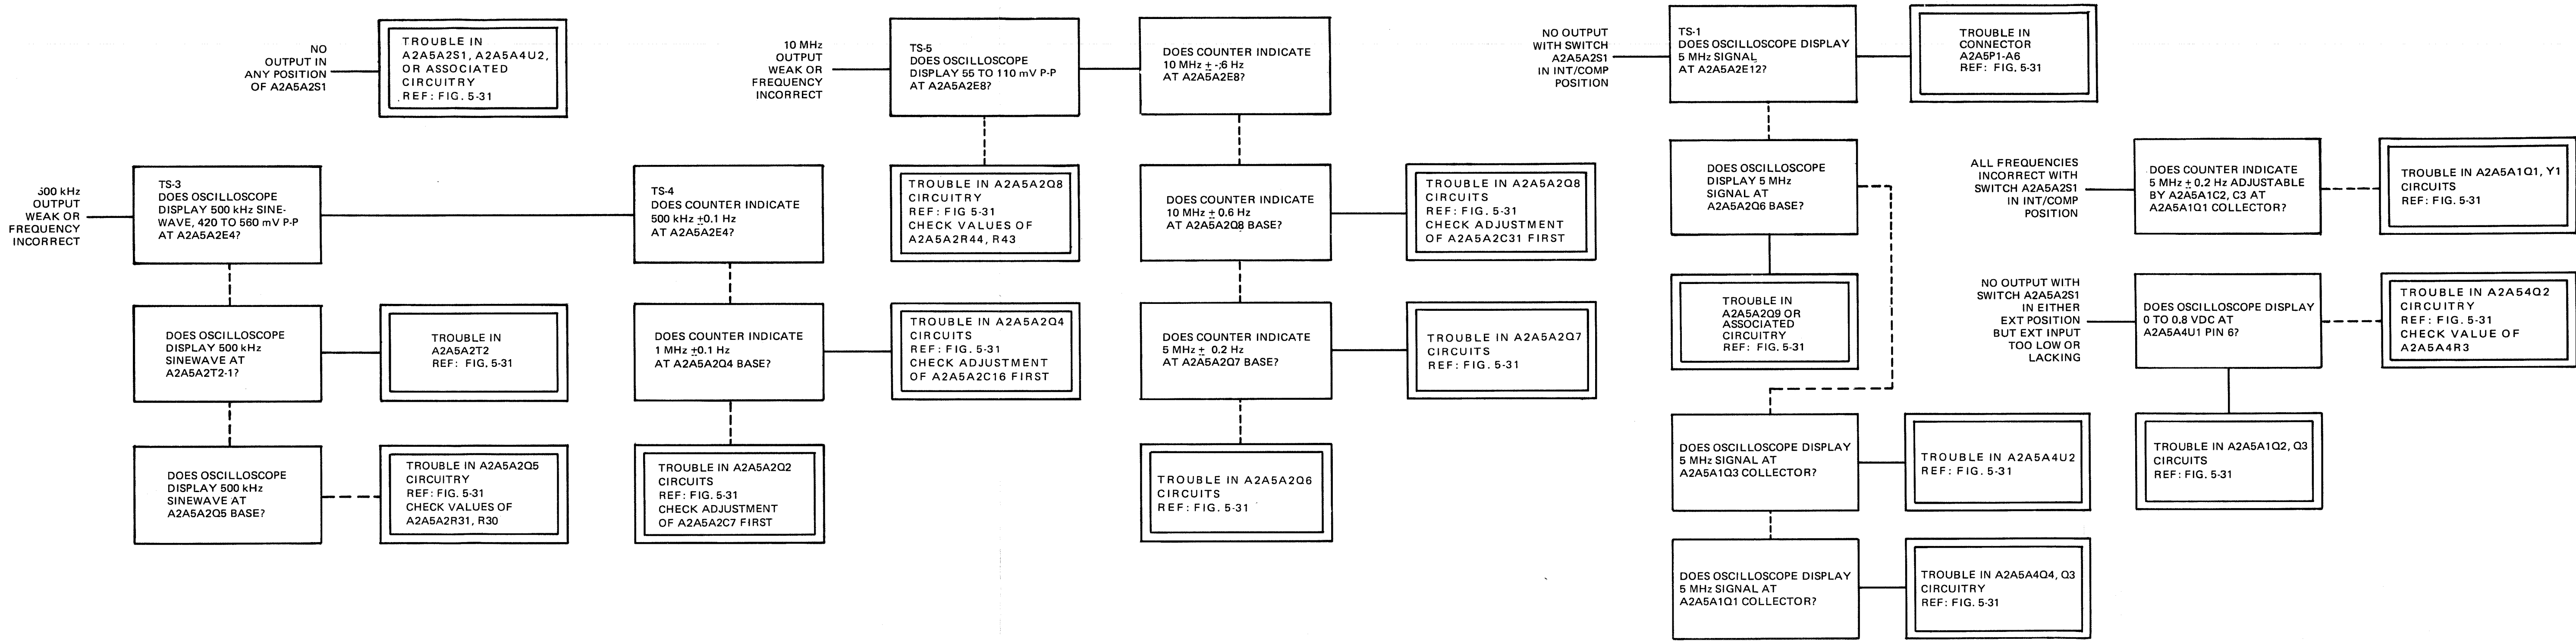 NO
OUTPUT IN
ANY POSITION
OF A2A5A2S1
TROUBLE IN
A2A5A2S1, A2A5A4U2,
OR ASSOCIATED
CIRCUITRY
REF: FIG. 5-31
10 MHz
OUTPUT
WEAK OR
FREQUENCY
INCORRECT
TS-5
DOES OSCILLOSCOPE
DISPLAY 55 TO 110 mV P-P
AT A2A5A2E8?
DOES COUNTER INDICATE
10 MHz ± -;6 Hz
AT A2A5A2E8?
NO OUTPUT
WITH SWITCH
A2A5A2S1
IN INT/COMP
POSITION
TS-1
DOES OSCILLOSCOPE DISPLAY
5 MHz SIGNAL
AT A2A5A2E12?
TROUBLE IN
CONNECTOR
A2A5P1-A6
REF: FIG. 5-31
500 kHz
OUTPUT
WEAK OR
FREQUENCY
INCORRECT
TS-3
DOES OSCILLOSCOPE
DISPLAY 500 kHz SINE-
WAVE, 420 TO 560 mV P-P
AT A2A5A2E4?
TS-4
DOES COUNTER INDICATE
500 kHz ±0.1 Hz
AT A2A5A2E4?
TROUBLE IN A2A5A2Q8
CIRCUITRY
REF: FIG 5-31
CHECK VALUES OF
A2A5A2R44, R43
DOES COUNTER INDICATE
10 MHz ± 0.6 Hz
AT A2A5A2Q8 BASE?
TROUBLE IN A2A5A2Q8
CIRCUITS
REF: FIG. 5-31
CHECK ADJUSTMENT
OF A2A5A2C31 FIRST
DOES OSCILLOSCOPE
DISPLAY 5 MHz
SIGNAL AT
A2A5A2Q6 BASE?
ALL FREQUENCIES
INCORRECT WITH
SWITCH A2A5A2S1
IN INT/COMP
POSITION
DOES COUNTER INDICATE
5 MHz ± 0.2 Hz ADJUSTABLE
BY A2A5A1C2, C3 AT
A2A5A1Q1 COLLECTOR?
TROUBLE IN A2A5A1Q1, Y1
CIRCUITS
REF: FIG. 5-31
DOES OSCILLOSCOPE
DISPLAY 500 kHz
SINEWAVE AT
A2A5A2T2-1?
TROUBLE IN
A2A5A2T2
REF: FIG. 5-31
DOES COUNTER INDICATE
1 MHz ±0.1 Hz
AT A2A5A2Q4 BASE?
TROUBLE IN A2A5A2Q4
CIRCUITS
REF: FIG. 5-31
CHECK ADJUSTMENT
OF A2A5A2C16 FIRST
DOES COUNTER INDICATE
5 MHz ± 0.2 Hz
AT A2A5A2Q7 BASE?
TROUBLE IN A2A5A2Q7
CIRCUITS
REF: FIG. 5-31
TROUBLE IN
A2A5A2Q9 OR
ASSOCIATED
CIRCUITRY
REF: FIG. 5-31
NO OUTPUT WITH
SWITCH A2A5A2S1
IN EITHER
EXT POSITION
BUT EXT INPUT
TOO LOW OR
LACKING
DOES OSCILLOSCOPE DISPLAY
0 TO 0.8 VDC AT
A2A5A4U1 PIN 6?
TROUBLE IN A2A54Q2
CIRCUITRY
REF: FIG. 5-31
CHECK VALUE OF
A2A5A4R3
DOES OSCILLOSCOPE
DISPLAY 500 kHz
SINEWAVE AT
A2A5A2Q5 BASE?
TROUBLE IN A2A5A2Q5
CIRCUITRY
REF: FIG. 5-31
CHECK VALUES OF
A2A5A2R31, R30
TROUBLE IN A2A5A2Q2
CIRCUITS
REF: FIG. 5-31
CHECK ADJUSTMENT
OF A2A5A2C7 FIRST
TROUBLE IN A2A5A2Q6
CIRCUITS
REF: FIG. 5-31
DOES OSCILLOSCOPE DISPLAY
5 MHz SIGNAL AT
A2A5A1Q3 COLLECTOR?
TROUBLE IN A2A5A4U2
REF: FIG. 5-31
TROUBLE IN A2A5A1Q2, Q3
CIRCUITS
REF: FIG. 5-31
DOES OSCILLOSCOPE DISPLAY
5 MHz SIGNAL AT
A2A5A1Q1 COLLECTOR?
TROUBLE IN A2A5A4Q4, Q3
CIRCUITRY
REF: FIG. 5-31